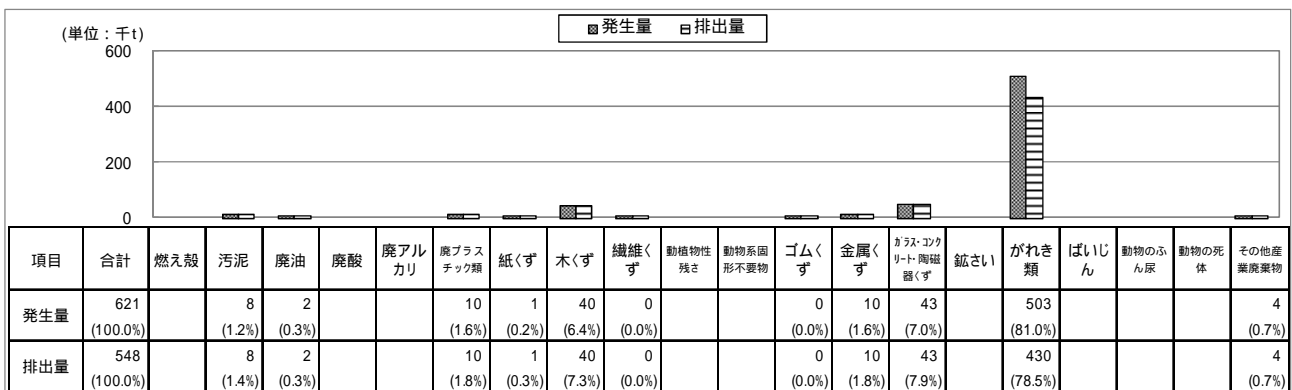 (単位：千t)
発生量 排出量
600
400
200
0
項目 合計 燃え殻 汚泥 廃油 廃酸 廃アルカリ 廃プラスチック類 紙くず 木くず 繊維くず 動植物性残さ 動物系固形不要物 ゴムくず 金属くず ガラス・コンクリート・陶磁器くず 鉱さい がれき類 ばいじん 動物のふん尿 動物の死体 その他産業廃棄物
発生量 621 8 2 10 1 40 0 0 10 43 503 4
(100.0%) (1.2%) (0.3%) (1.6%) (0.2%) (6.4%) (0.0%) (0.0%) (1.6%) (7.0%) (81.0%) (0.7%)
排出量 548 8 2 10 1 40 0 0 10 43 430 4
(100.0%) (1.4%) (0.3%) (1.8%) (0.3%) (7.3%) (0.0%) (0.0%) (1.8%) (7.9%) (78.5%) (0.7%)